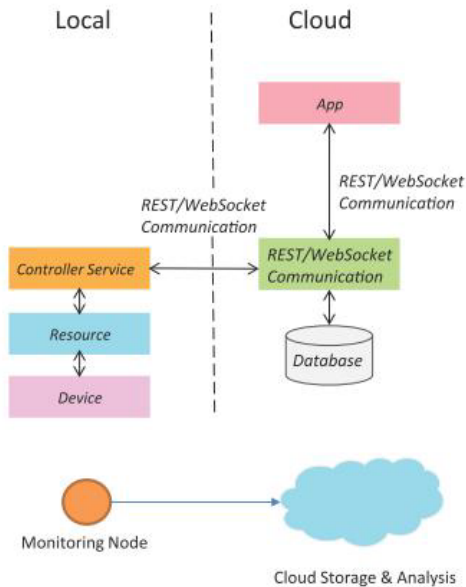 Local
Cloud
App
REST/WebSocket
Communication
REST/WebSocket
Communication
Controller Service
REST/WebSocket
Communication
Resource
Database
Device
Monitoring Node
Cloud Storage & Analysis